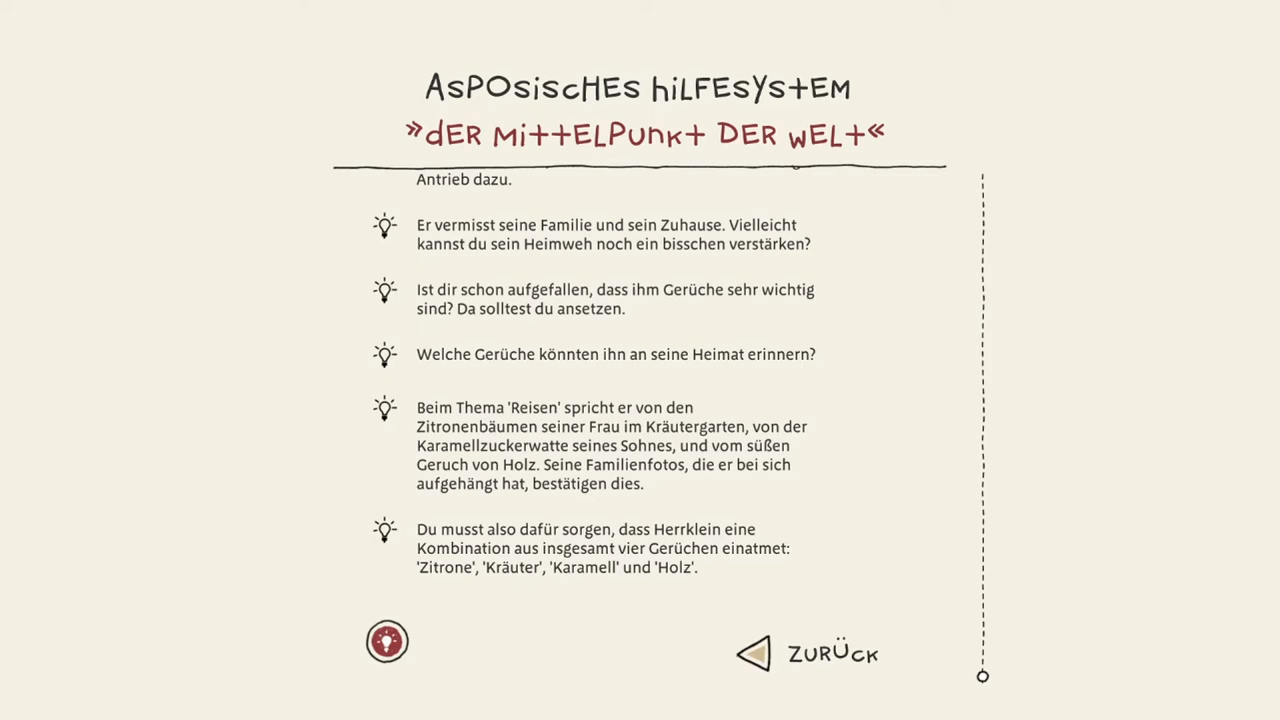 Asposisches Hilfesystem
»Der Mittelpunkt der Welt«
Antrieb dazu.
Er vermisst seine Familie und sein Zuhause. Vielleicht
kannst du sein Heimweh noch ein bisschen verstärken?
Ist dir schon aufgefallen, dass ihm Gerüche sehr wichtig
sind? Da solltest du ansetzen.
Welche Gerüche könnten ihn an seine Heimat erinnern?
Beim Thema 'Reisen' spricht er von den
Zitronenbäumen seiner Frau im Kräutergarten, von der
Karamellzuckerwatte seines Sohnes, und vom süßen
Geruch von Holz. Seine Familienfotos, die er bei sich
aufgehängt hat, bestätigen dies.
Du musst also dafür sorgen, dass Herrklein eine
Kombination aus insgesamt vier Gerüchen einatmet:
'Zitrone', 'Kräuter', 'Karamell' und 'Holz'.
Zurück